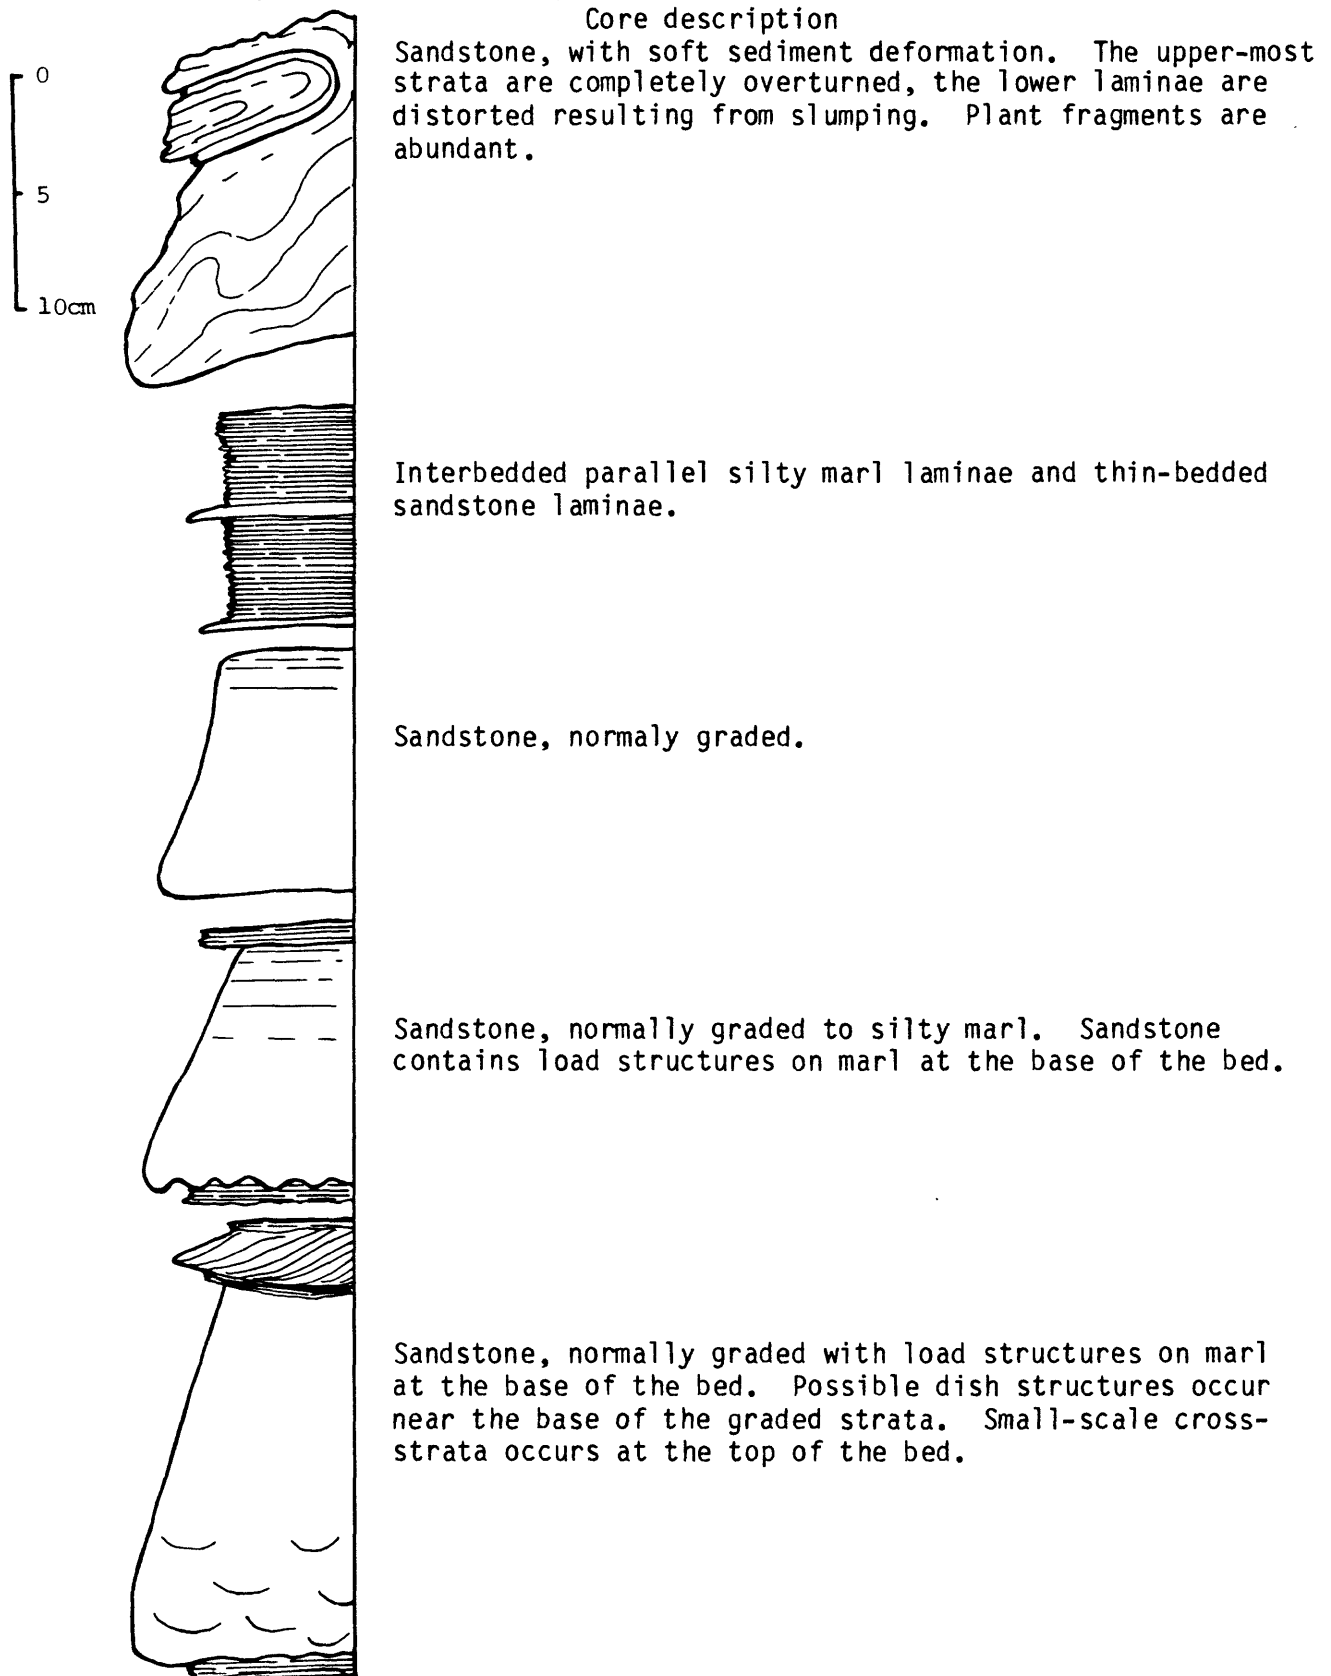 Core description
Sandstone, with soft sediment deformation. The upper-most
strata are completely overturned, the lower laminae are
distorted resulting from slumping. Plant fragments are
abundant.
0
5
10cm
Interbedded parallel silty marl laminae and thin-bedded
sandstone laminae.
Sandstone, normaly graded.
Sandstone, normally graded to silty marl. Sandstone
contains load structures on marl at the base of the bed.
Sandstone, normally graded with load structures on marl
at the base of the bed. Possible dish structures occur
near the base of the graded strata. Small-scale cross-
strata occurs at the top of the bed.